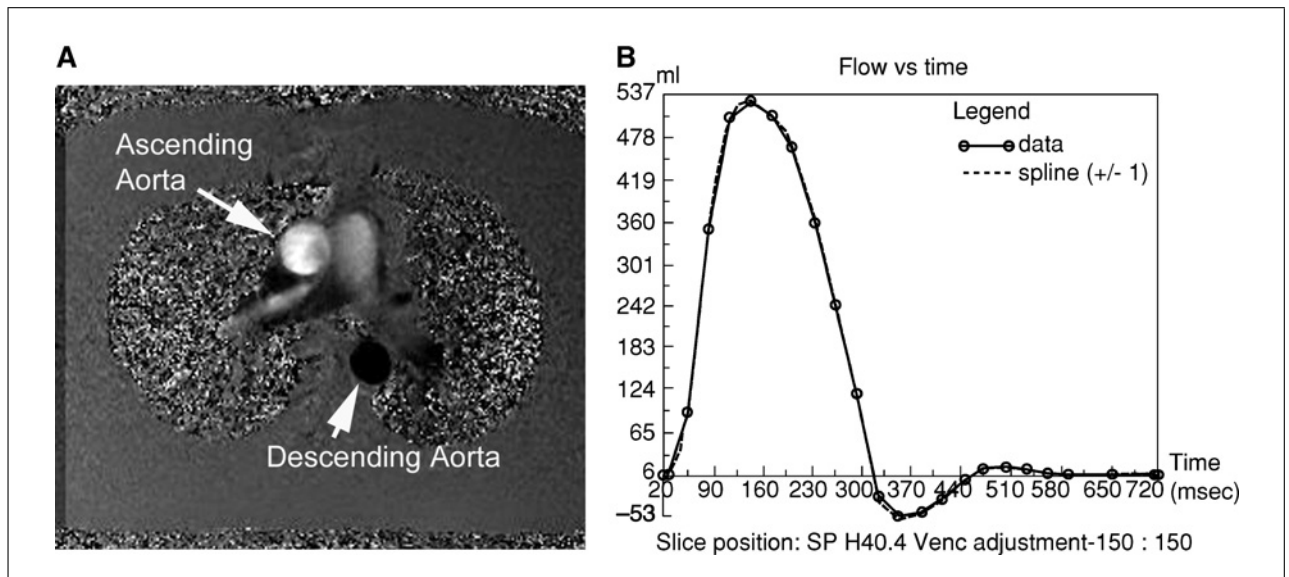 A
Ascending
Aorta
Descending Aorta
B
Flow vs time
ml
537
478
419
360
301
242
183
124
65
6
–53
Legend
data
spline (+/- 1)
20 90 160 230 300 370 440 510 580 650 720
Time
(msec)
Slice position: SP H40.4 Venc adjustment-150 : 150